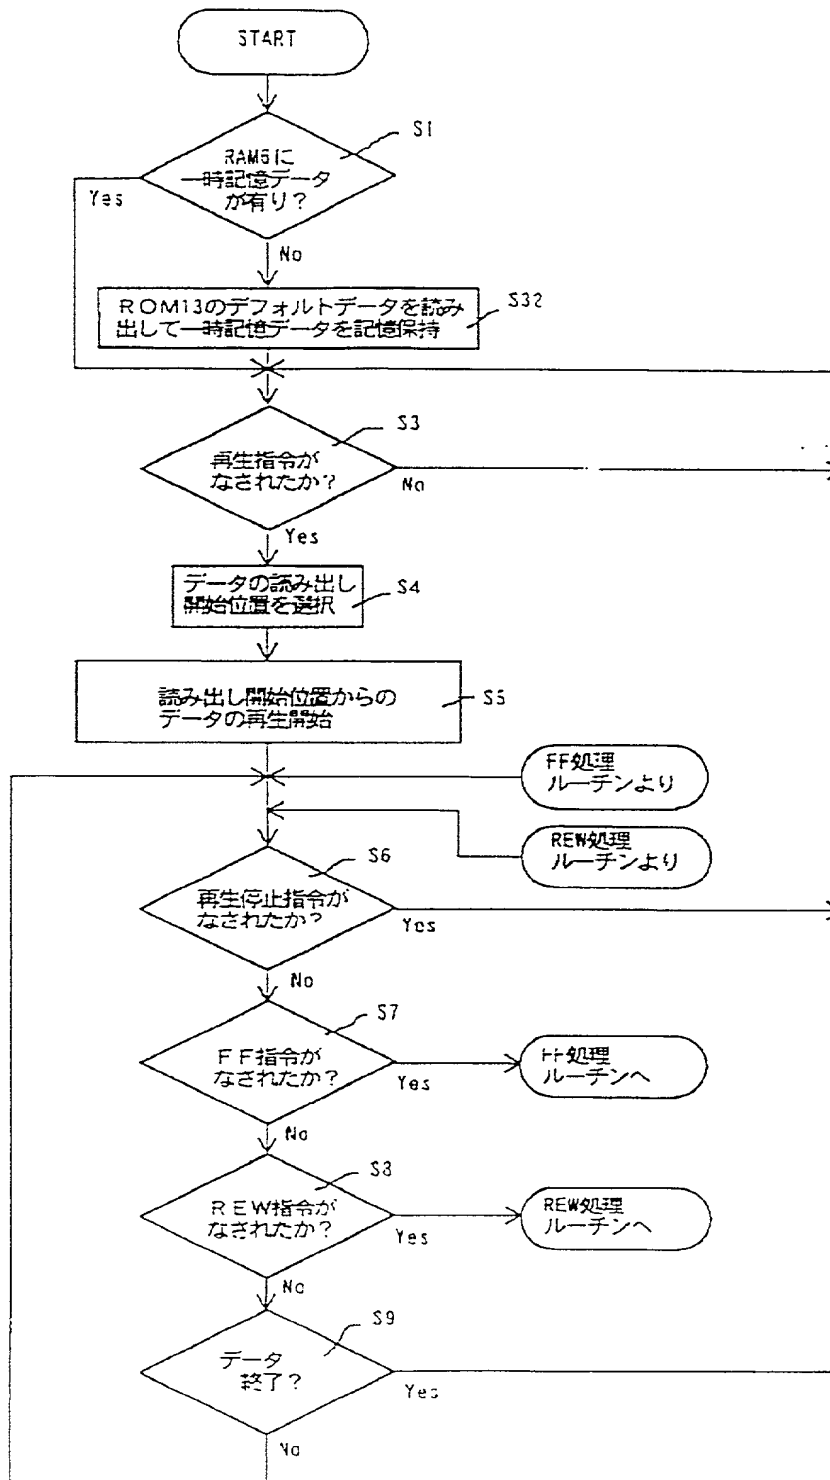 START
S1
RAM5に
一時記憶データ
が有り?
Yes
No
S32
ROM13のデフォルトデータを読み
出して一時記憶データを記憶保持
S3
再生指令が
なされたか?
No
Yes
データの読み出し
開始位置を選択
S4
読み出し開始位置からの
データの再生開始
S5
FF処理
ルーチンより
REW処理
ルーチンより
S6
再生停止指令が
なされたか?
Yes
No
S7
FF指令が
なされたか?
Yes
FF処理
ルーチンへ
No
S8
REW指令が
なされたか?
Yes
REW処理
ルーチンへ
No
S9
データ
終了?
Yes
No